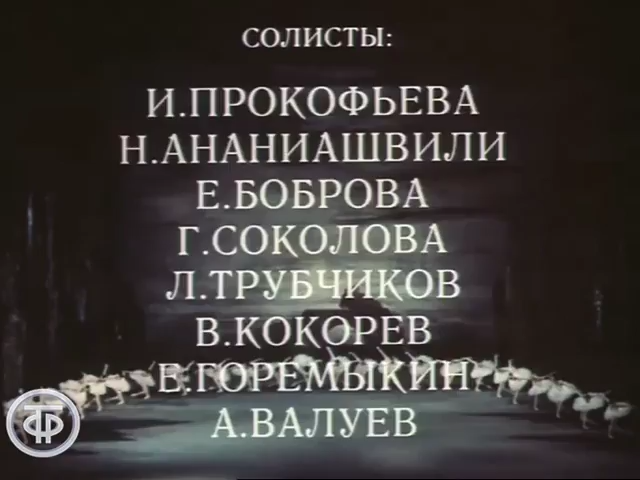 СОЛИСТЫ:
И.ПРОКОФЬЕВА
Н.АНАНИАШВИЛИ
Е.БОБРОВА
Г.СОКОЛОВА
Л.ТРУБЧИКОВ
В.КОКОРЕВ
Е.ГОРЕМЫКИН
А.ВАЛУЕВ